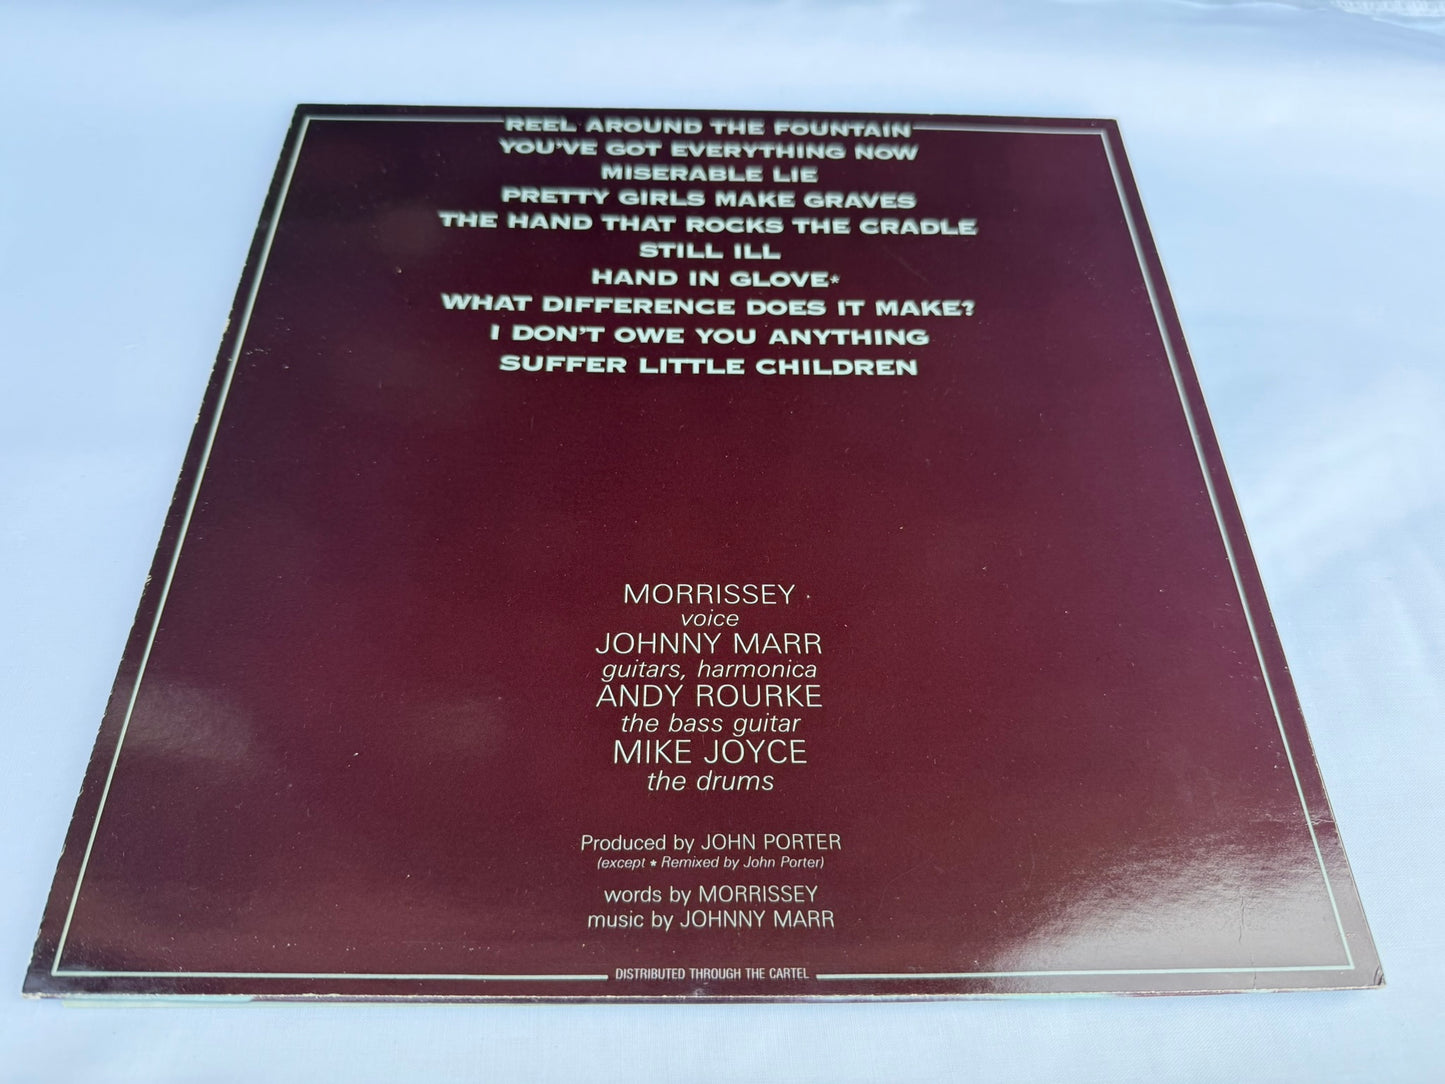 REEL AROUND THE FOUNTAIN
YOU'VE GOT EVERYTHING NOW
MISERABLE LIE
PRETTY GIRLS MAKE GRAVES
THE HAND THAT ROCKS THE CRADLE
STILL ILL
HAND IN GLOVE*
WHAT DIFFERENCE DOES IT MAKE?
I DON'T OWE YOU ANYTHING
SUFFER LITTLE CHILDREN
MORRISSEY
voice
JOHNNY MARR
guitars, harmonica
ANDY ROURKE
the bass guitar
MIKE JOYCE
the drums
Produced by JOHN PORTER
(except * Remixed by John Porter)
words by MORRISSEY
music by JOHNNY MARR
DISTRIBUTED THROUGH THE CARTEL